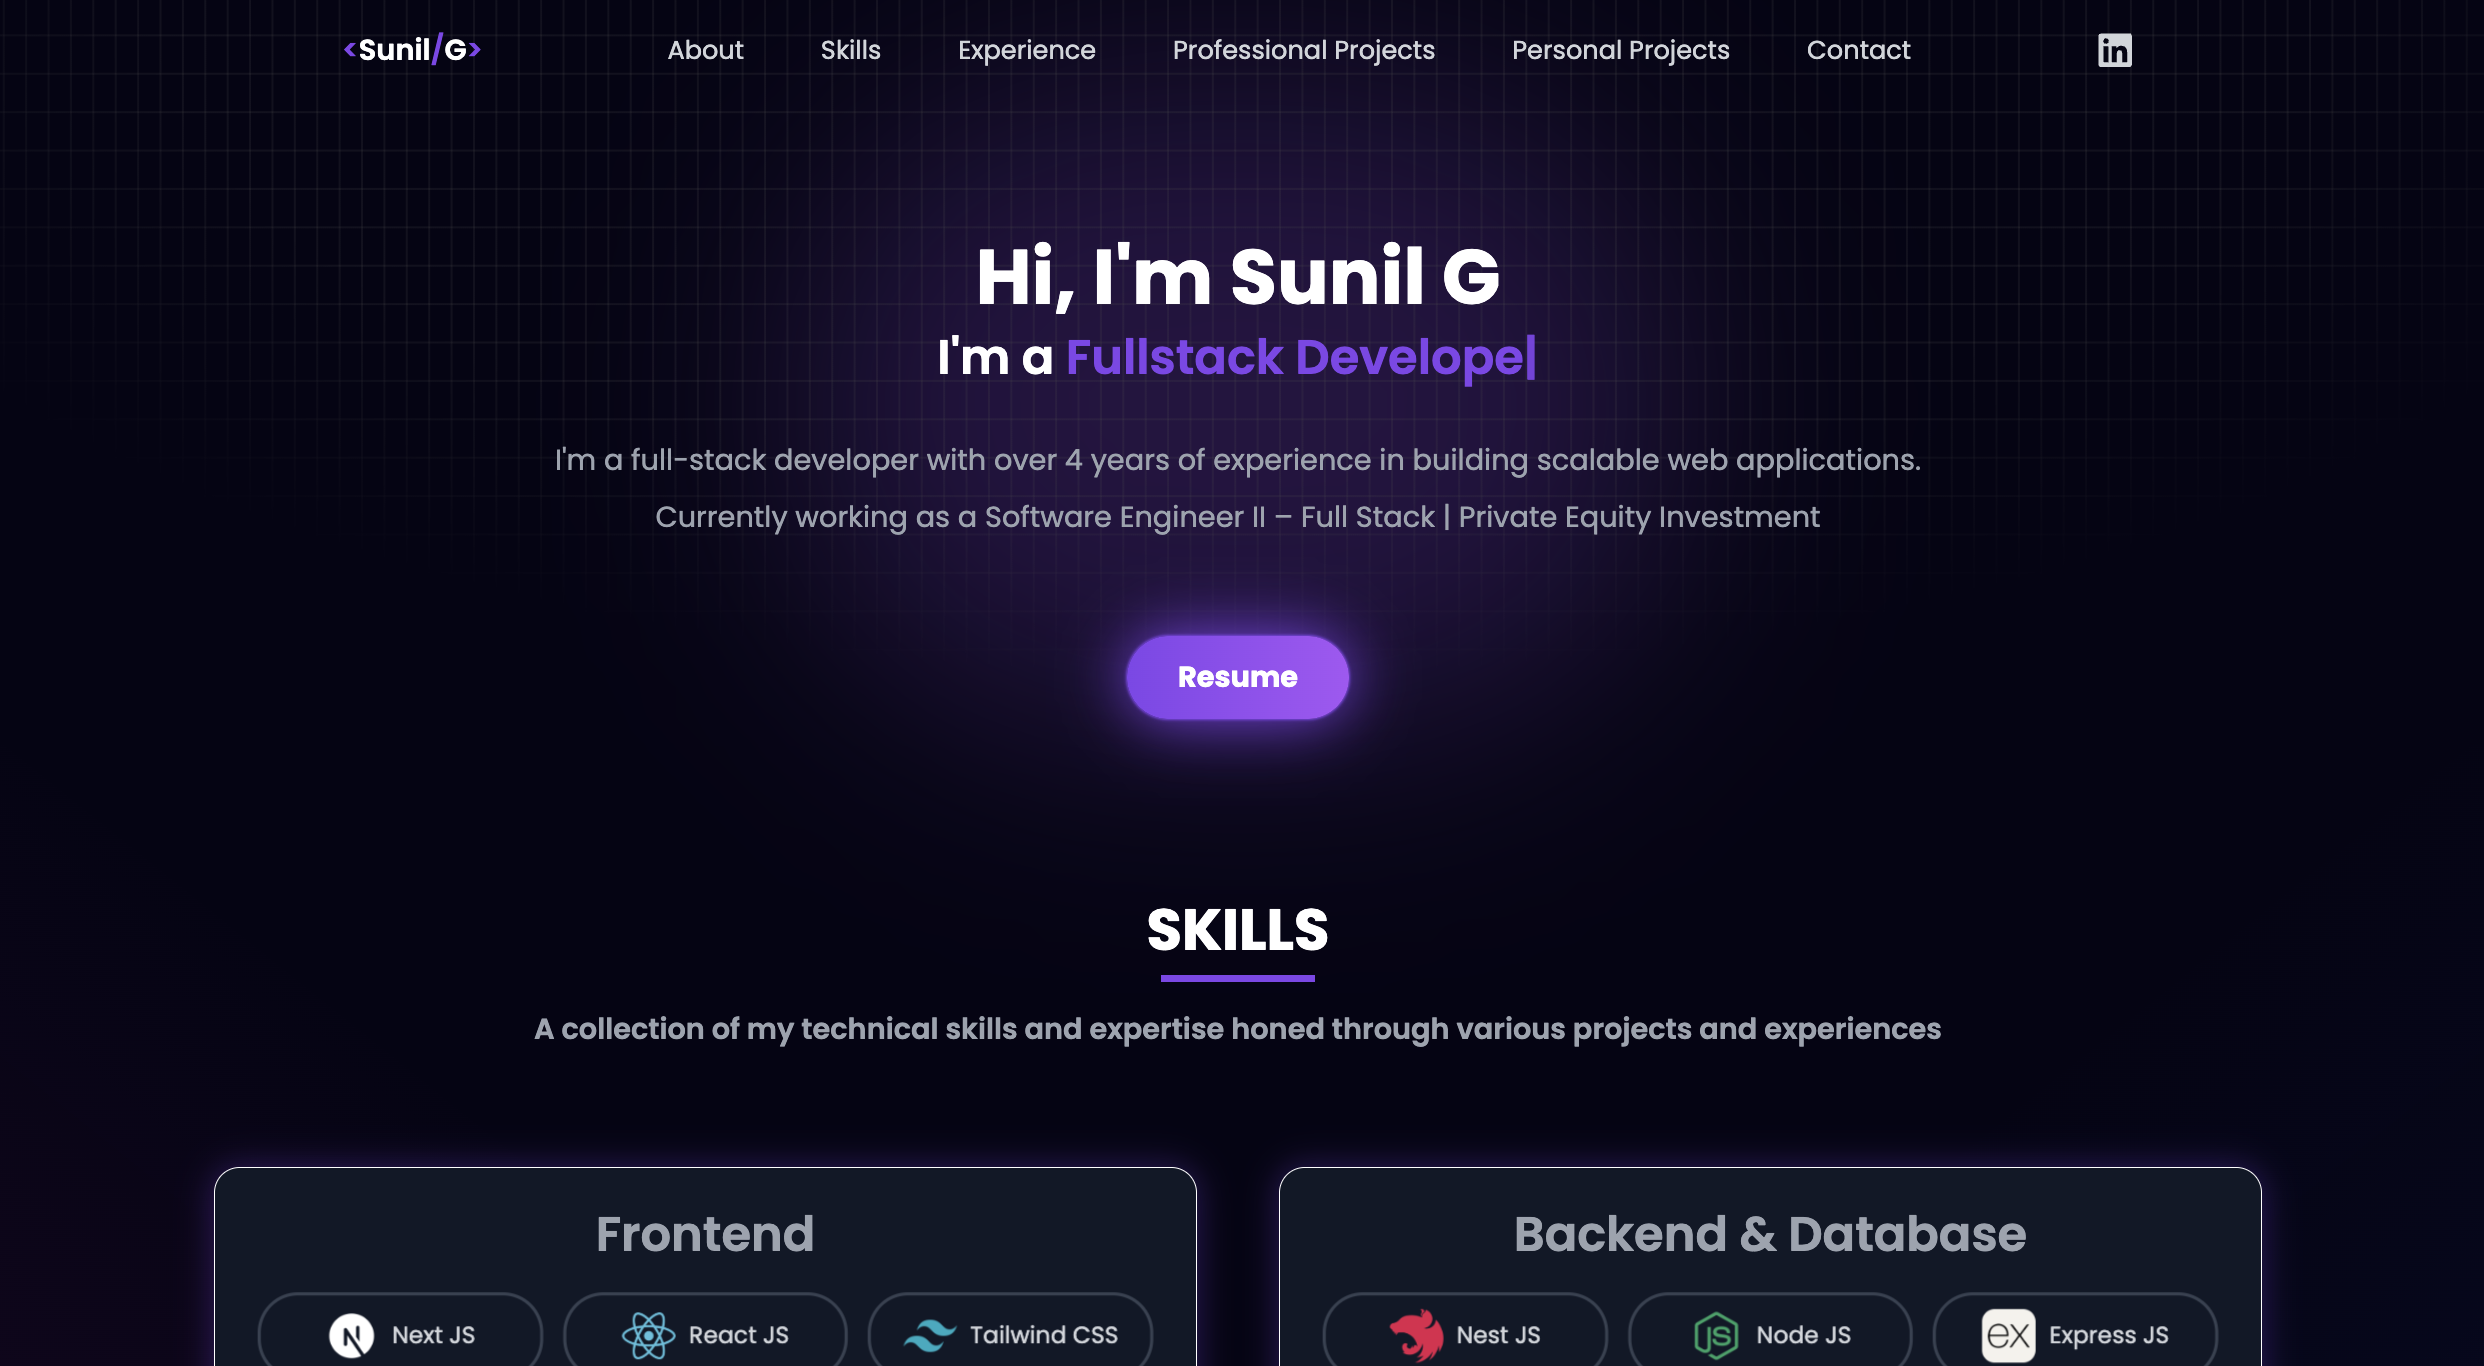 <Sunil/G>
About Skills Experience Professional Projects Personal Projects Contact
in
Hi, I'm Sunil G
I'm a Fullstack Develope|
I'm a full-stack developer with over 4 years of experience in building scalable web applications.
Currently working as a Software Engineer II – Full Stack | Private Equity Investment
Resume
SKILLS
A collection of my technical skills and expertise honed through various projects and experiences
Frontend
N Next JS React JS Tailwind CSS
Backend & Database
Nest JS JS Node JS ex Express JS